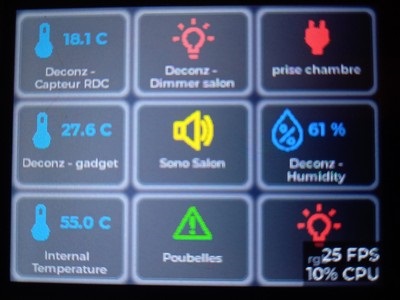 18.1 C
Deconz -
Capteur RDC
Deconz -
Dimmer salon
prise chambre
27.6 C
Deconz - gadget
Sono Salon
61 %
Deconz -
Humidity
55.0 C
Internal
Temperature
Poubelles
rg
25 FPS
10% CPU